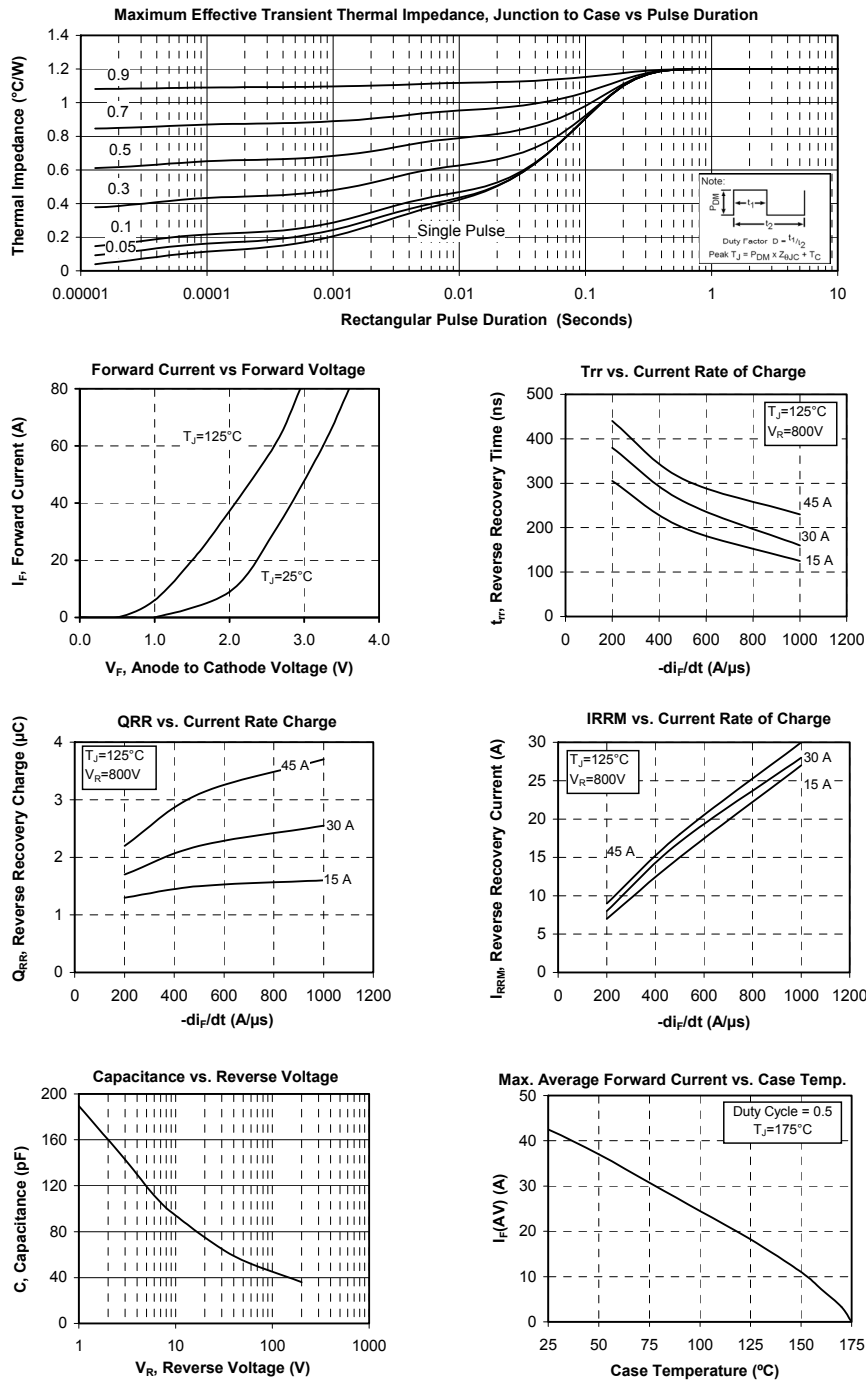 Maximum Effective Transient Thermal Impedance, Junction to Case vs Pulse Duration
Thermal Impedance (°C/W)
1.4
1.2
1
0.8
0.6
0.4
0.2
0
0.9
0.7
0.5
0.3
0.1
0.05
Single Pulse
Note:
PDM
t1
t2
Duty Factor D = t1/t2
Peak TJ = PDM x ZθJC + TC
0.00001 0.0001 0.001 0.01 0.1 1 10
Rectangular Pulse Duration (Seconds)
Forward Current vs Forward Voltage
IF, Forward Current (A)
80
60
40
20
0
TJ=125°C
TJ=25°C
0.0 1.0 2.0 3.0 4.0
VF, Anode to Cathode Voltage (V)
Trr vs. Current Rate of Charge
trr, Reverse Recovery Time (ns)
500
400
300
200
100
0
TJ=125°C
VR=800V
45 A
30 A
15 A
0 200 400 600 800 1000 1200
-diF/dt (A/µs)
QRR vs. Current Rate Charge
QRR, Reverse Recovery Charge (µC)
4
3
2
1
0
TJ=125°C
VR=800V
45 A
30 A
15 A
0 200 400 600 800 1000 1200
-diF/dt (A/µs)
IRRM vs. Current Rate of Charge
IRRM, Reverse Recovery Current (A)
30
25
20
15
10
5
0
TJ=125°C
VR=800V
30 A
15 A
45 A
0 200 400 600 800 1000 1200
-diF/dt (A/µs)
Capacitance vs. Reverse Voltage
C, Capacitance (pF)
200
160
120
80
40
0
1 10 100 1000
VR, Reverse Voltage (V)
Max. Average Forward Current vs. Case Temp.
IF(AV) (A)
50
40
30
20
10
0
Duty Cycle = 0.5
TJ=175°C
25 50 75 100 125 150 175
Case Temperature (ºC)